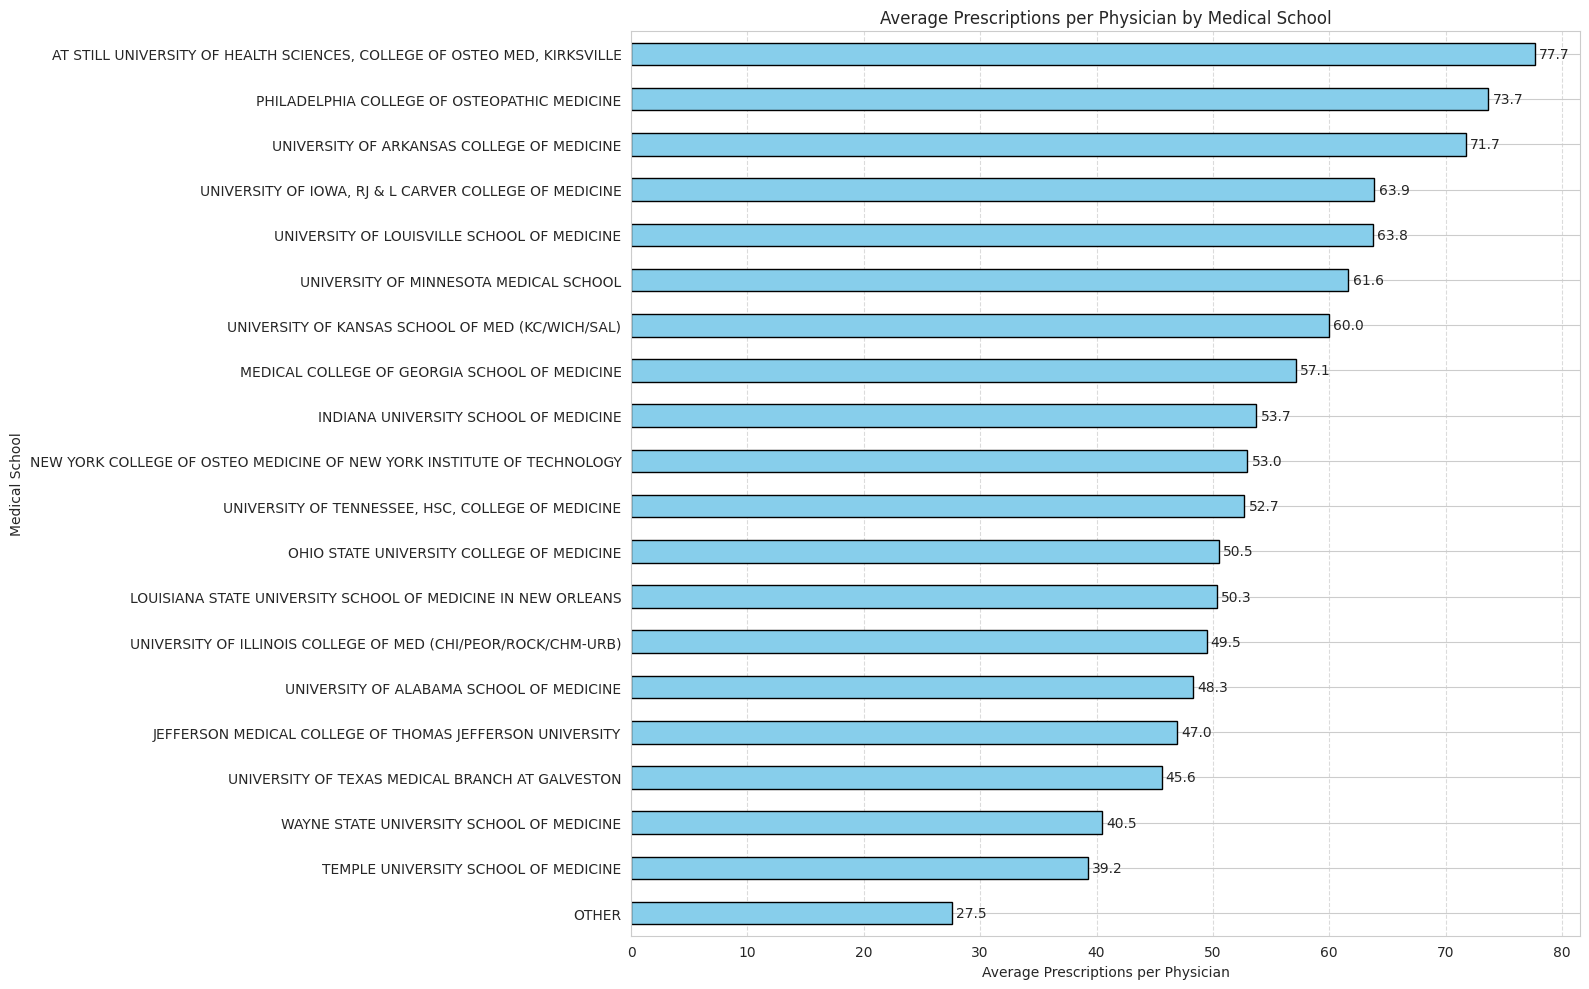 Average Prescriptions per Physician by Medical School
AT STILL UNIVERSITY OF HEALTH SCIENCES, COLLEGE OF OSTEO MED, KIRKSVILLE
77.7
PHILADELPHIA COLLEGE OF OSTEOPATHIC MEDICINE
73.7
UNIVERSITY OF ARKANSAS COLLEGE OF MEDICINE
71.7
UNIVERSITY OF IOWA, RJ & L CARVER COLLEGE OF MEDICINE
63.9
UNIVERSITY OF LOUISVILLE SCHOOL OF MEDICINE
63.8
UNIVERSITY OF MINNESOTA MEDICAL SCHOOL
61.6
UNIVERSITY OF KANSAS SCHOOL OF MED (KC/WICH/SAL)
60.0
MEDICAL COLLEGE OF GEORGIA SCHOOL OF MEDICINE
57.1
INDIANA UNIVERSITY SCHOOL OF MEDICINE
53.7
NEW YORK COLLEGE OF OSTEO MEDICINE OF NEW YORK INSTITUTE OF TECHNOLOGY
53.0
UNIVERSITY OF TENNESSEE, HSC, COLLEGE OF MEDICINE
52.7
OHIO STATE UNIVERSITY COLLEGE OF MEDICINE
50.5
LOUISIANA STATE UNIVERSITY SCHOOL OF MEDICINE IN NEW ORLEANS
50.3
UNIVERSITY OF ILLINOIS COLLEGE OF MED (CHI/PEOR/ROCK/CHM-URB)
49.5
UNIVERSITY OF ALABAMA SCHOOL OF MEDICINE
48.3
JEFFERSON MEDICAL COLLEGE OF THOMAS JEFFERSON UNIVERSITY
47.0
UNIVERSITY OF TEXAS MEDICAL BRANCH AT GALVESTON
45.6
WAYNE STATE UNIVERSITY SCHOOL OF MEDICINE
40.5
TEMPLE UNIVERSITY SCHOOL OF MEDICINE
39.2
OTHER
27.5
Medical School
0 10 20 30 40 50 60 70 80
Average Prescriptions per Physician